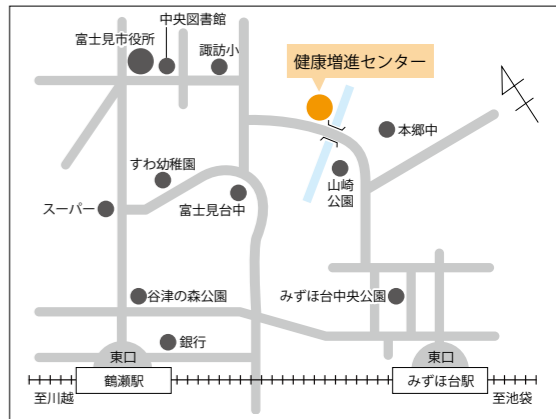 中央図書館
富士見市役所
諏訪小
健康増進センター
本郷中
すわ幼稚園
山崎
公園
スーパー
富士見台中
谷津の森公園
みずほ台中央公園
銀行
東口
東口
鶴瀬駅
みずほ台駅
至川越
至池袋